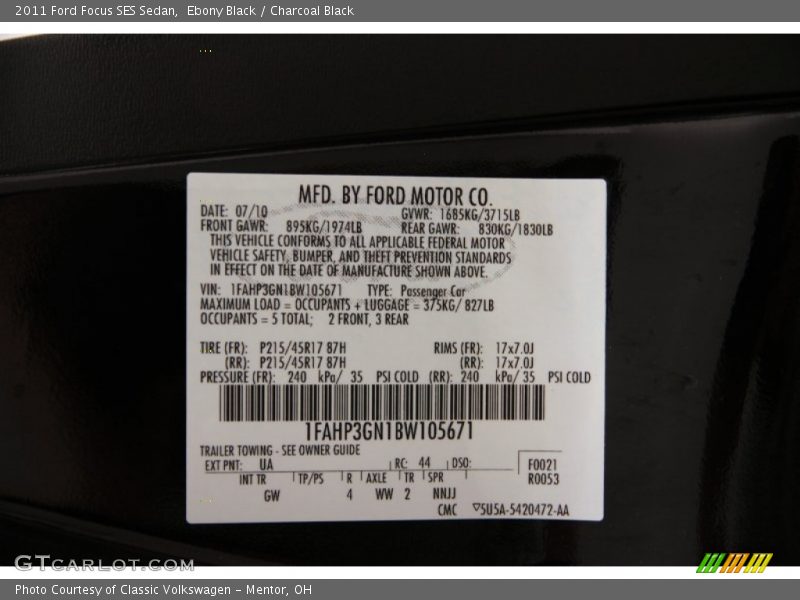 2011 Ford Focus SES Sedan,  Ebony Black / Charcoal Black
MFD. BY FORD MOTOR CO.
DATE: 07/10 GVWR: 1685KG/3715LB
FRONT GAWR: 895KG/1974LB REAR GAWR: 830KG/1830LB
THIS VEHICLE CONFORMS TO ALL APPLICABLE FEDERAL MOTOR
VEHICLE SAFETY, BUMPER, AND THEFT PREVENTION STANDARDS
IN EFFECT ON THE DATE OF MANUFACTURE SHOWN ABOVE.
VIN: 1FAHP3GN1BW105671 TYPE: Passenger Car
MAXIMUM LOAD = OCCUPANTS + LUGGAGE = 375KG/ 827LB
OCCUPANTS = 5 TOTAL; 2 FRONT, 3 REAR
TIRE (FR): P215/45R17 87H RIMS (FR): 17x7.0J
(RR): P215/45R17 87H (RR): 17x7.0J
PRESSURE (FR): 240 kPa/ 35 PSI COLD (RR): 240 kPa/ 35 PSI COLD
1FAHP3GN1BW105671
TRAILER TOWING - SEE OWNER GUIDE
EXT PNT: UA RC: 44 DSO: F0021
INT TR TP/PS R AXLE TR SPR R0053
GW 4 WW 2 NNJJ
CMC ▽5U5A-5420472-AA
GTCARLOT.COM
Photo Courtesy of Classic Volkswagen - Mentor, OH